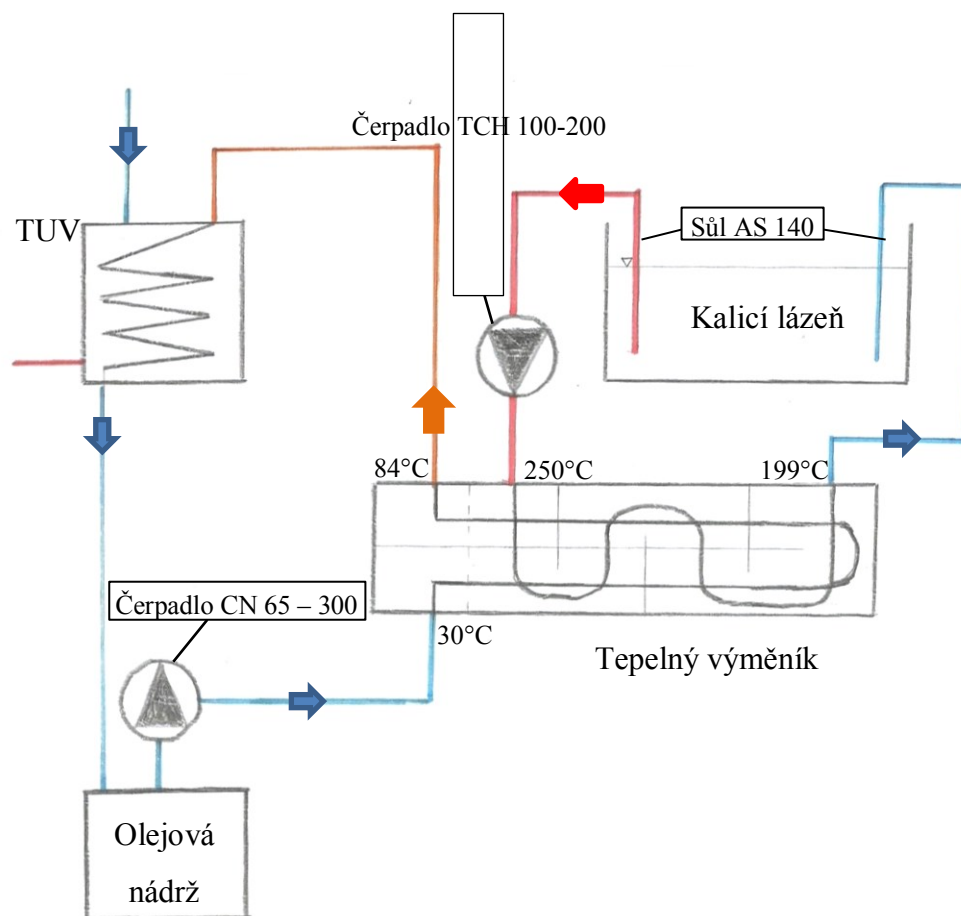 Čerpadlo TCH 100-200
TUV
Sůl AS 140
Kalicí lázeň
84°C
250°C
199°C
Čerpadlo CN 65 – 300
30°C
Tepelný výměník
Olejová
nádrž